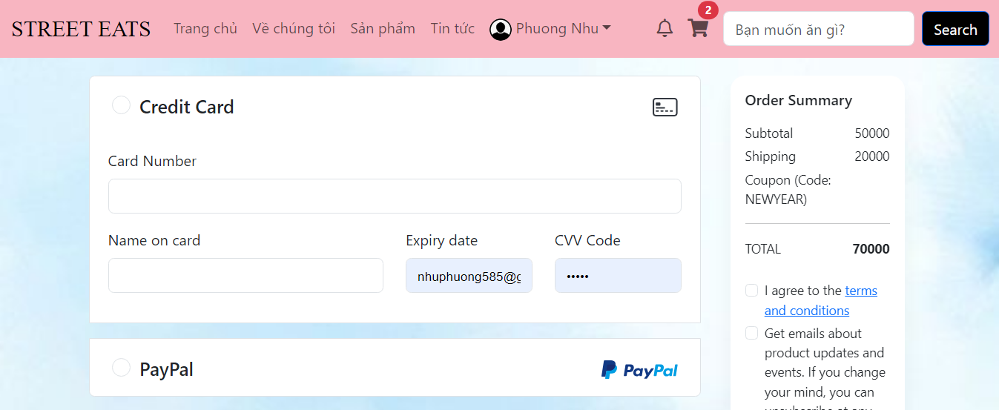 STREET EATS Trang chủ Về chúng tôi Sản phẩm Tin tức Phuong Nhu 2 Bạn muốn ăn gì? Search
Credit Card
Card Number
Name on card Expiry date CVV Code
nhuphuong585@g •••••
PayPal PayPal
Order Summary
Subtotal 50000
Shipping 20000
Coupon (Code:
NEWYEAR)
TOTAL 70000
I agree to the terms
and conditions
Get emails about
product updates and
events. If you change
your mind, you can
unsubscribe at any